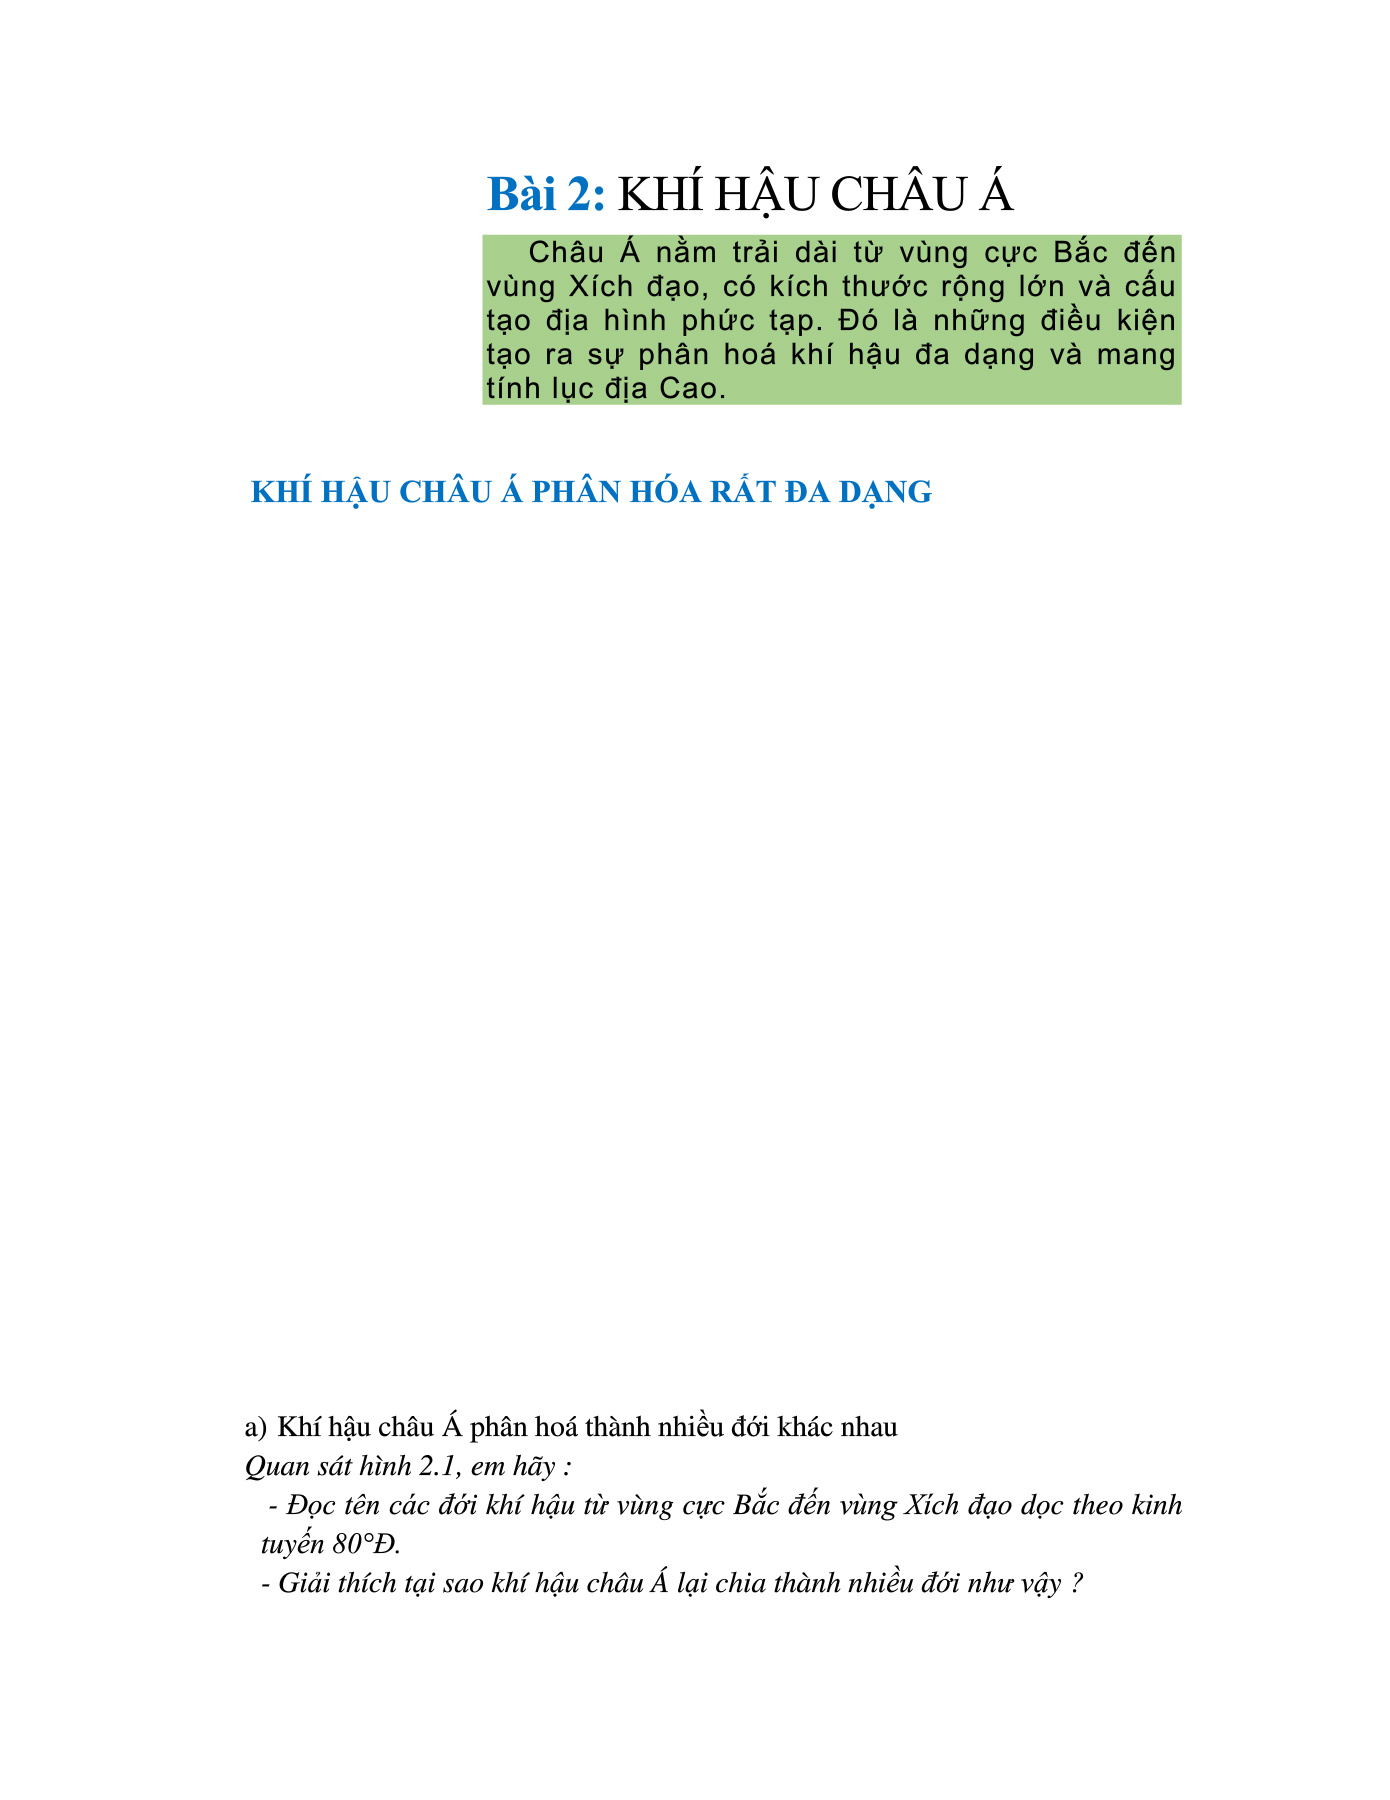 Bài 2: KHÍ HẬU CHÂU Á
Châu Á nằm trải dài từ vùng cực Bắc đến
vùng Xích đạo, có kích thước rộng lớn và cấu
tạo địa hình phức tạp. Đó là những điều kiện
tạo ra sự phân hoá khí hậu đa dạng và mang
tính lục địa Cao.
KHÍ HẬU CHÂU Á PHÂN HÓA RẤT ĐA DẠNG
a) Khí hậu châu Á phân hoá thành nhiều đới khác nhau
Quan sát hình 2.1, em hãy :
- Đọc tên các đới khí hậu từ vùng cực Bắc đến vùng Xích đạo dọc theo kinh
tuyến 80°Đ.
- Giải thích tại sao khí hậu châu Á lại chia thành nhiều đới như vậy ?